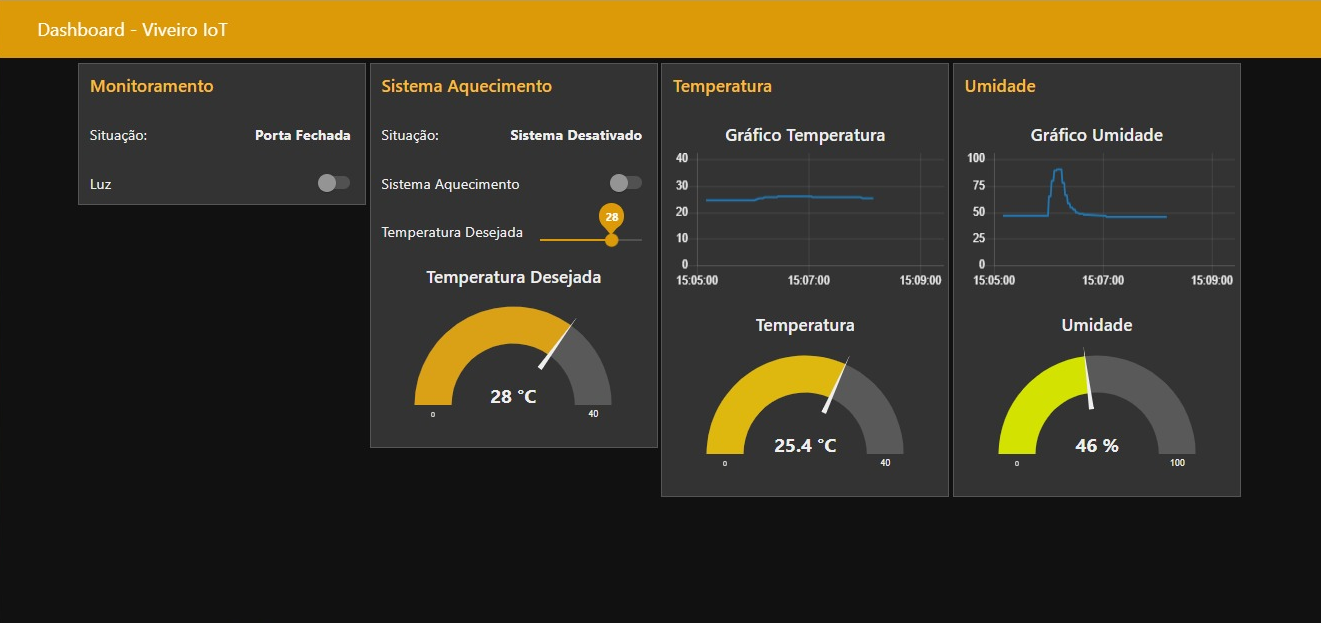 Dashboard - Viveiro IoT
Monitoramento
Situação: Porta Fechada
Luz
Sistema Aquecimento
Situação: Sistema Desativado
Sistema Aquecimento
28
Temperatura Desejada
Temperatura Desejada
28 °C
0 40
Temperatura
Gráfico Temperatura
40
30
20
10
0
15:05:00 15:07:00 15:09:00
Temperatura
25.4 °C
0 40
Umidade
Gráfico Umidade
100
75
50
25
0
15:05:00 15:07:00 15:09:00
Umidade
46 %
0 100